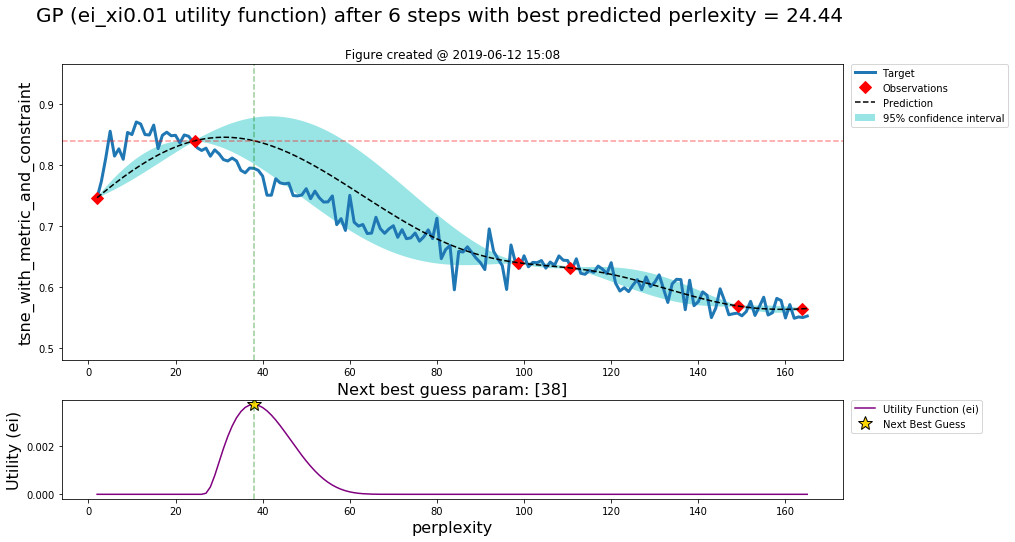 GP (ei_xi0.01 utility function) after 6 steps with best predicted perlexity = 24.44
Figure created @ 2019-06-12 15:08
tsne_with_metric_and_constraint
0.9
0.8
0.7
0.6
0.5
0 20 40 60 80 100 120 140 160
Target
Observations
Prediction
95% confidence interval
Next best guess param: [38]
Utility (ei)
0.002
0.000
0 20 40 60 80 100 120 140 160
perplexity
Utility Function (ei)
Next Best Guess